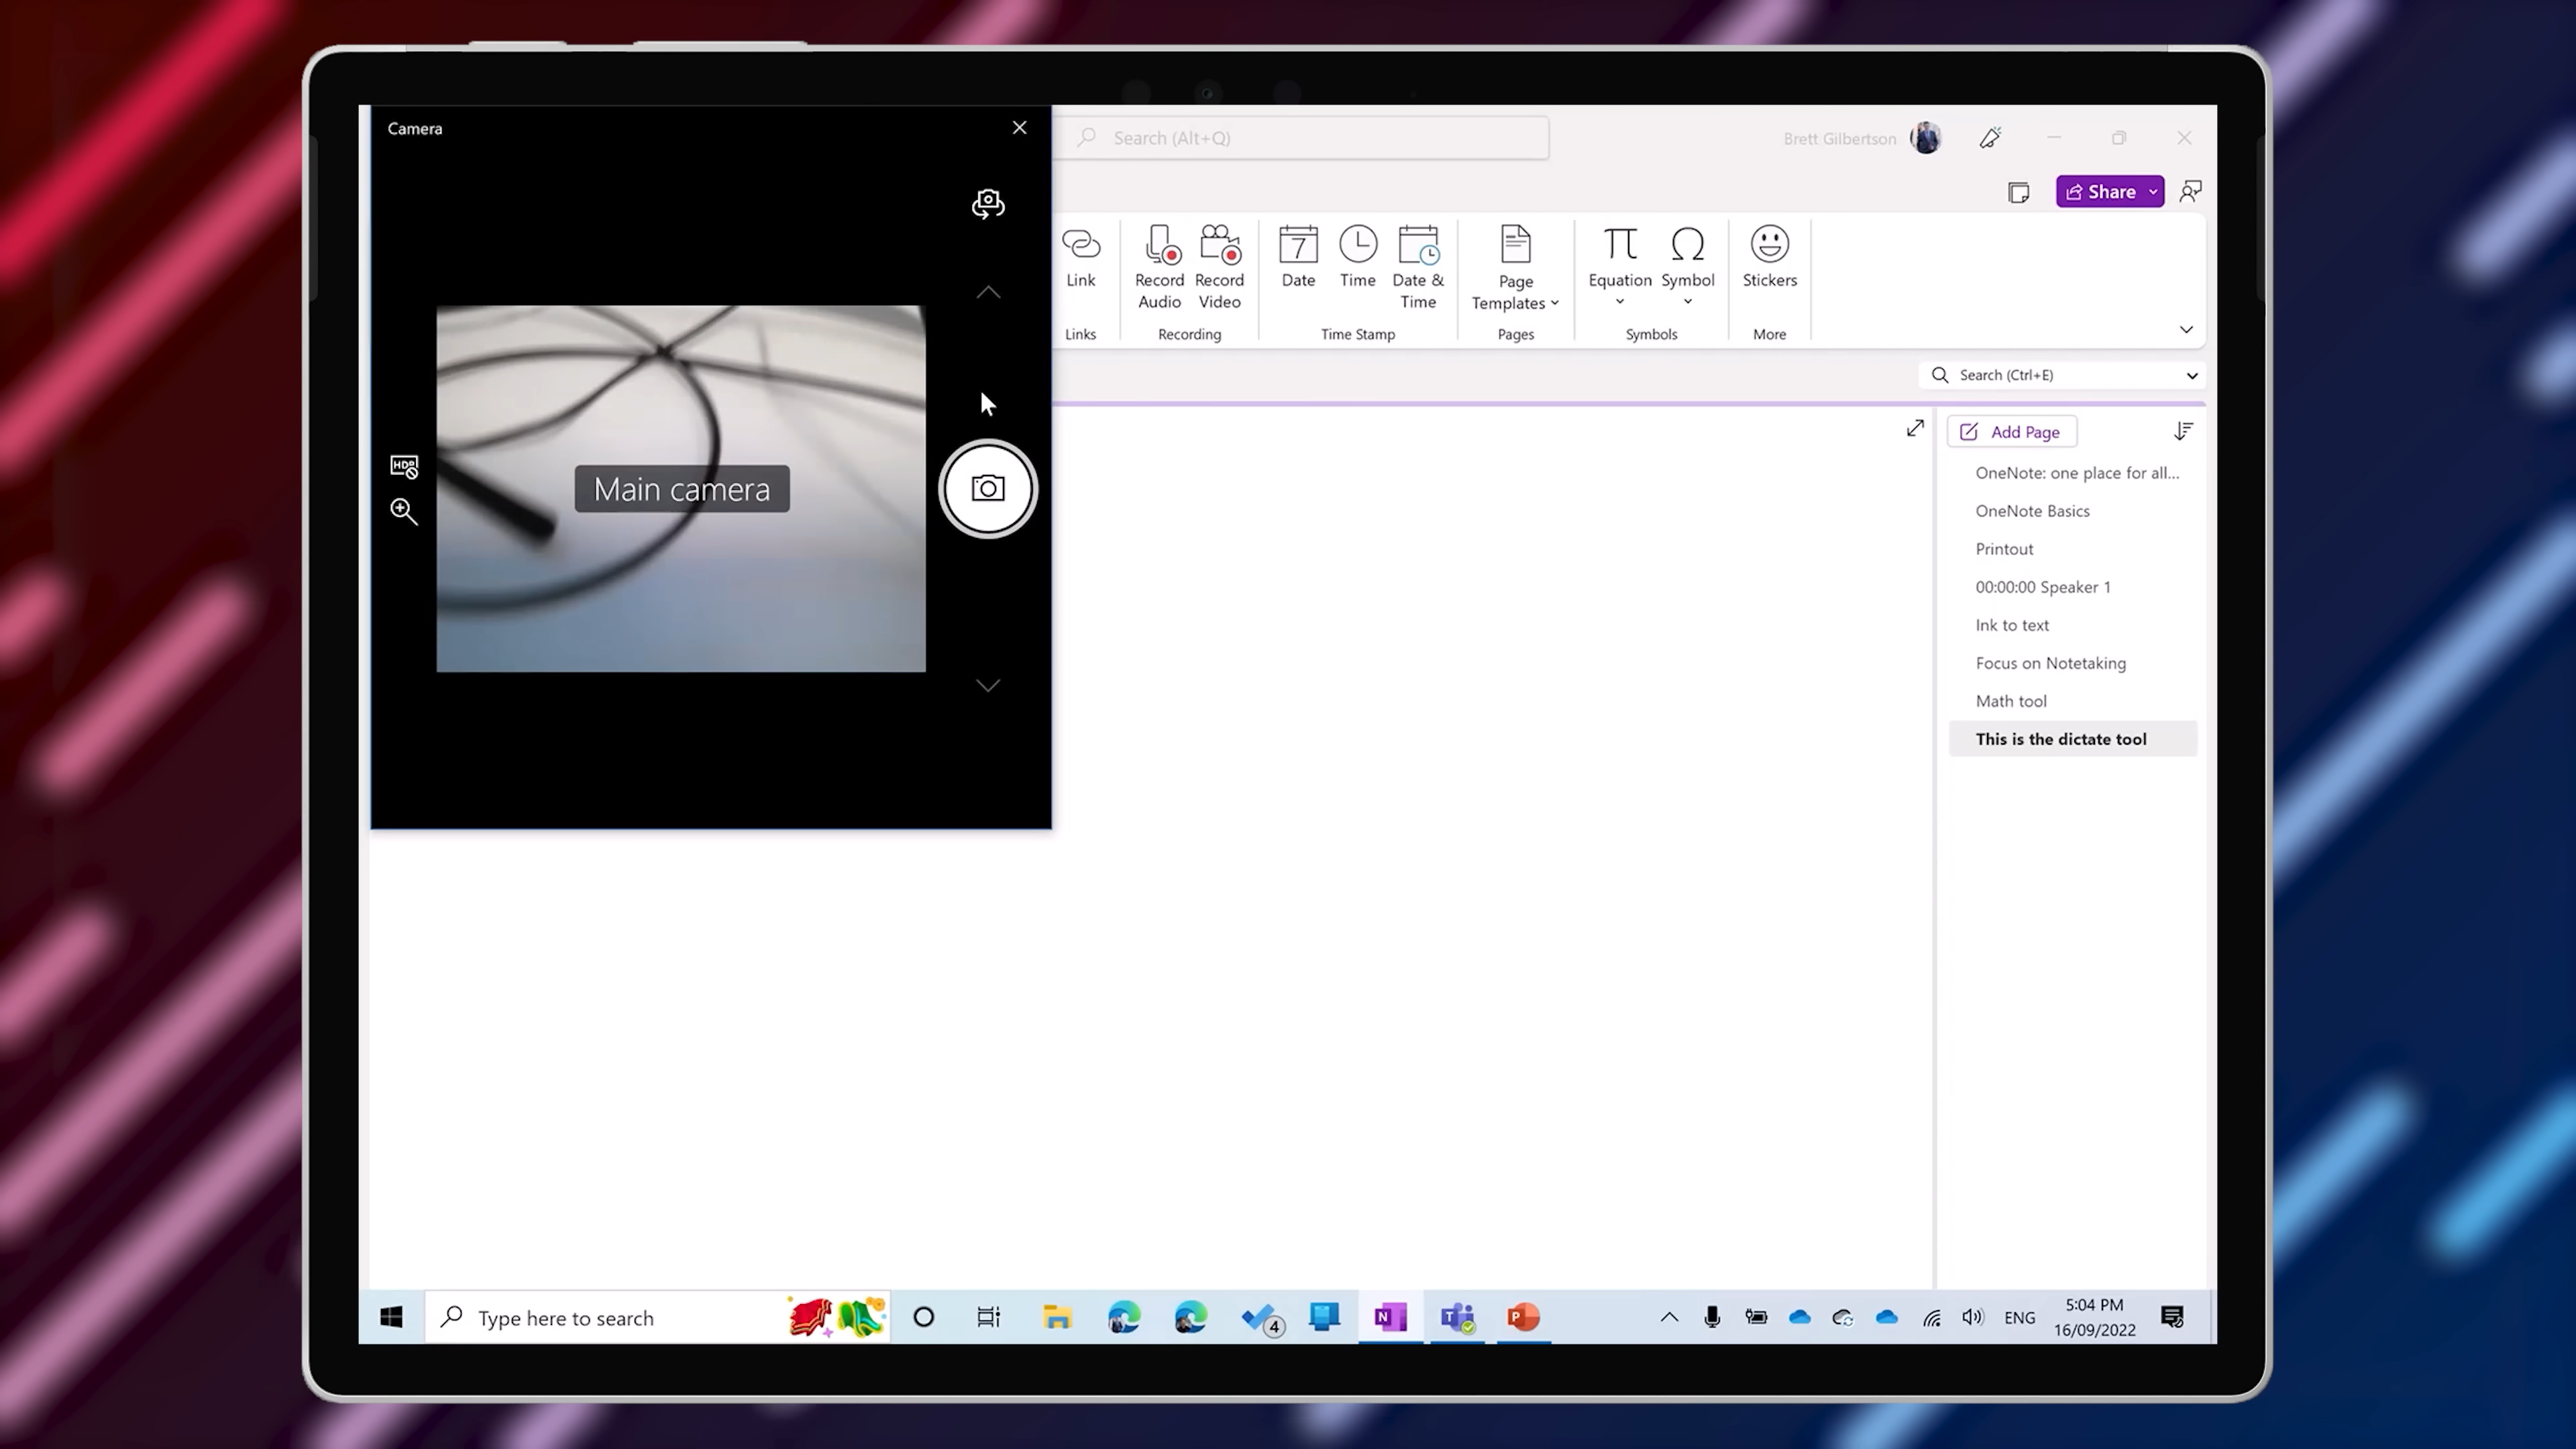 Camera
Search (Alt+Q)
Brett Gilbertson
Share
Link
Record Audio
Record Video
7
Date
Time
Date & Time
Page Templates
Equation
Symbol
Stickers
Links
Recording
Time Stamp
Pages
Symbols
More
HDR
Main camera
Search (Ctrl+E)
Add Page
OneNote: one place for all...
OneNote Basics
Printout
00:00:00 Speaker 1
Ink to text
Focus on Notetaking
Math tool
This is the dictate tool
Type here to search
4
N
T
P
ENG
5:04 PM
16/09/2022